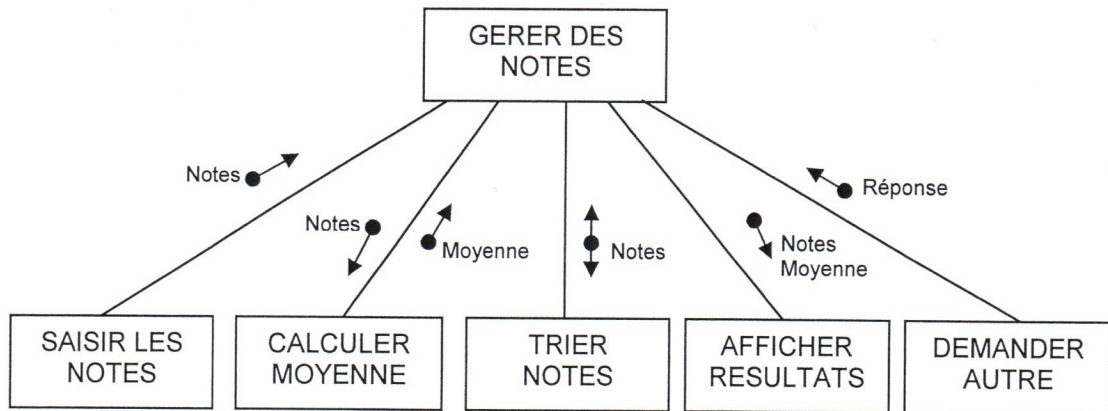 GERER DES
NOTES
Notes
Réponse
Notes
Moyenne
Notes
Notes
Moyenne
SAISIR LES
NOTES
CALCULER
MOYENNE
TRIER
NOTES
AFFICHER
RESULTATS
DEMANDER
AUTRE